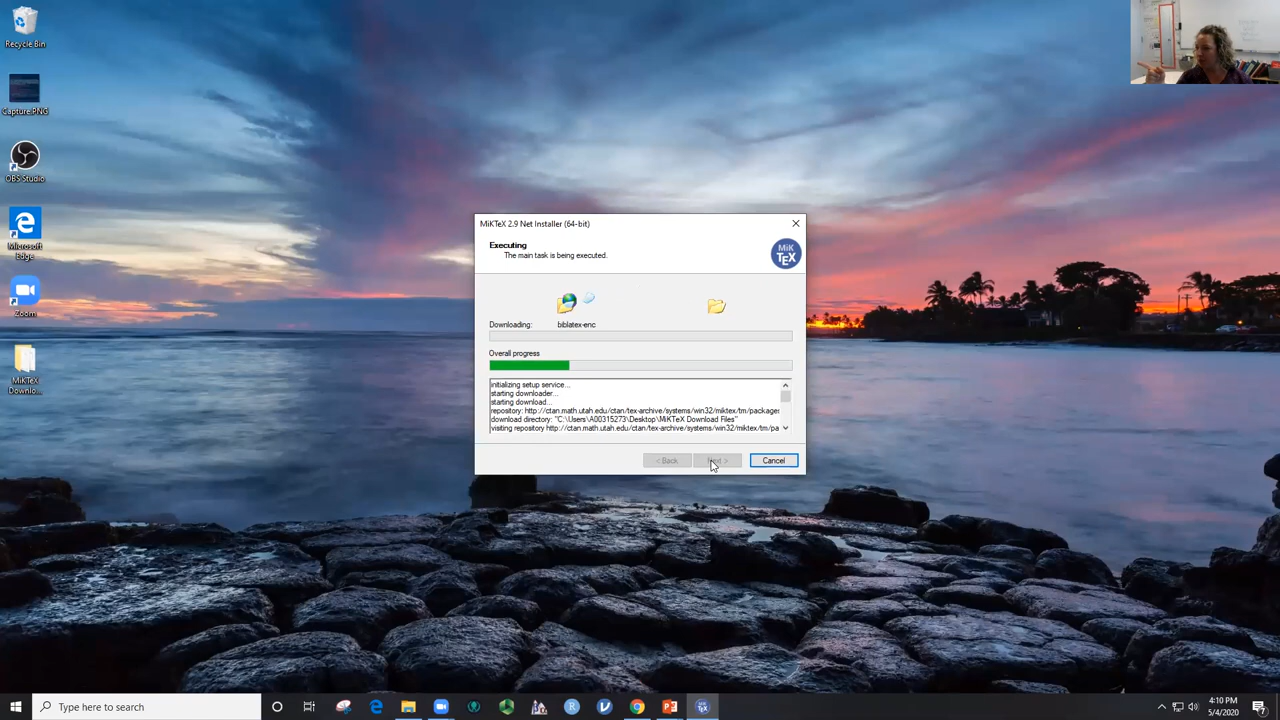 Recycle Bin
Capture.PNG
OBS Studio
Microsoft
Edge
Zoom
MiKTeX
Downlo...
MiKTeX 2.9 Net Installer (64-bit)
Executing
The main task is being executed.
MiK
TEX
Downloading:
biblatex-enc
Overall progress
initializing setup service...
starting downloader...
starting download...
repository: http://ctan.math.utah.edu/ctan/tex-archive/systems/win32/miktex/tm/packages
download directory: "C:\Users\A00315273\Desktop\MiKTeX Download Files"
visiting repository http://ctan.math.utah.edu/ctan/tex-archive/systems/win32/miktex/tm/pa
< Back
Next >
Cancel
Type here to search
4:10 PM
5/4/2020